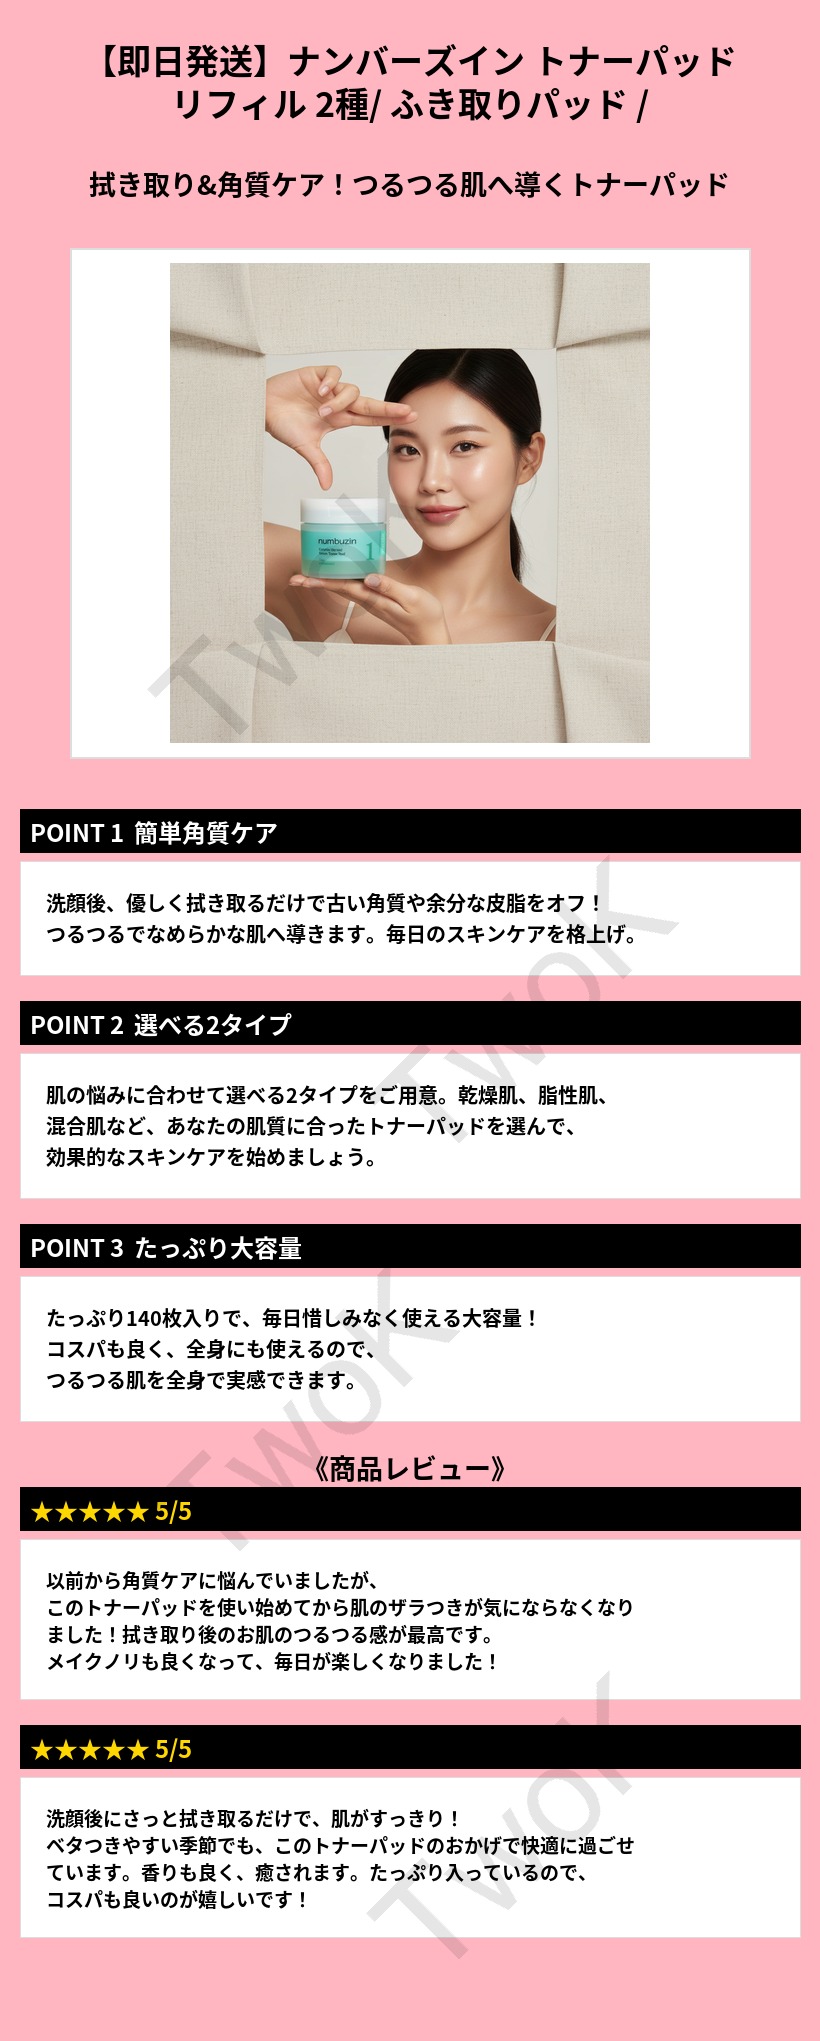 【即日発送】ナンバーズイン トナーパッド
リフィル 2種/ ふき取りパッド /
拭き取り&角質ケア！つるつる肌へ導くトナーパッド
numbuzin
1
POINT 1 簡単角質ケア
洗顔後、優しく拭き取るだけで古い角質や余分な皮脂をオフ！
つるつるでなめらかな肌へ導きます。毎日のスキンケアを格上げ。
POINT 2 選べる2タイプ
肌の悩みに合わせて選べる2タイプをご用意。乾燥肌、脂性肌、
混合肌など、あなたの肌質に合ったトナーパッドを選んで、
効果的なスキンケアを始めましょう。
POINT 3 たっぷり大容量
たっぷり140枚入りで、毎日惜しみなく使える大容量！
コスパも良く、全身にも使えるので、
つるつる肌を全身で実感できます。
《商品レビュー》
★★★★★ 5/5
以前から角質ケアに悩んでいましたが、
このトナーパッドを使い始めてから肌のザラつきが気にならなくなり
ました！拭き取り後のお肌のつるつる感が最高です。
メイクノリも良くなって、毎日が楽しくなりました！
★★★★★ 5/5
洗顔後にさっと拭き取るだけで、肌がすっきり！
ベタつきやすい季節でも、このトナーパッドのおかげで快適に過ごせ
ています。香りも良く、癒されます。たっぷり入っているので、
コスパも良いのが嬉しいです！
TwoK
TwoK
TwoK
TwoK